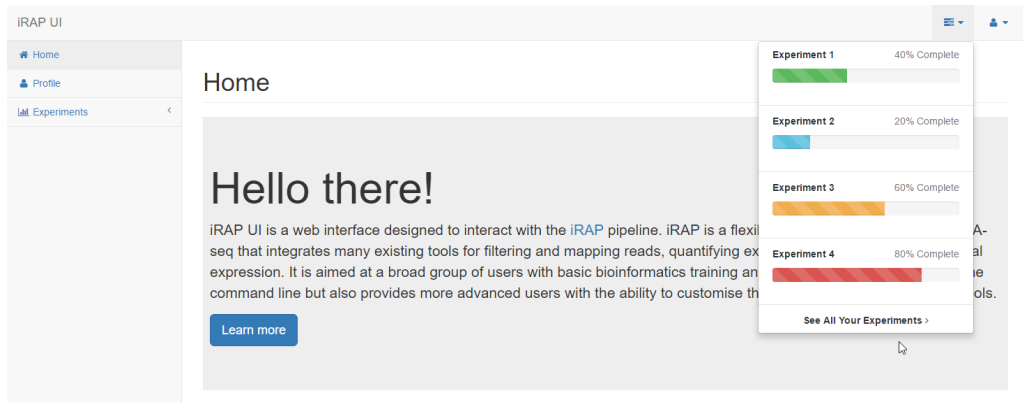 iRAP UI
Home
Profile
Experiments
Home
Hello there!
iRAP UI is a web interface designed to interact with the iRAP pipeline. iRAP is a flexi A-
seq that integrates many existing tools for filtering and mapping reads, quantifying ex al
expression. It is aimed at a broad group of users with basic bioinformatics training an ne
command line but also provides more advanced users with the ability to customise th ols.
Learn more
Experiment 1 40% Complete
Experiment 2 20% Complete
Experiment 3 60% Complete
Experiment 4 80% Complete
See All Your Experiments >